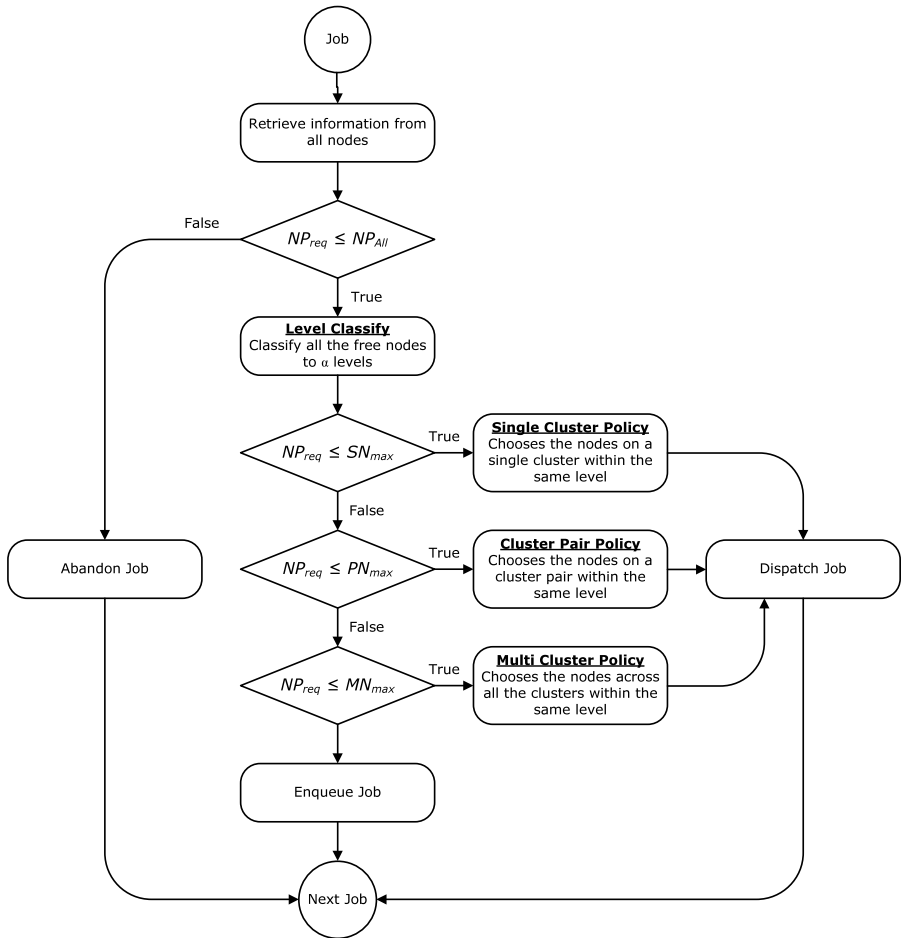 Job
Retrieve information from
all nodes
False
NPreq ≤ NPAll
True
Level Classify
Classify all the free nodes
to α levels
NPreq ≤ SNmax
True
Single Cluster Policy
Chooses the nodes on a
single cluster within the
same level
False
Abandon Job
NPreq ≤ PNmax
True
Cluster Pair Policy
Chooses the nodes on a
cluster pair within the
same level
Dispatch Job
False
NPreq ≤ MNmax
True
Multi Cluster Policy
Chooses the nodes across
all the clusters within the
same level
Enqueue Job
Next Job